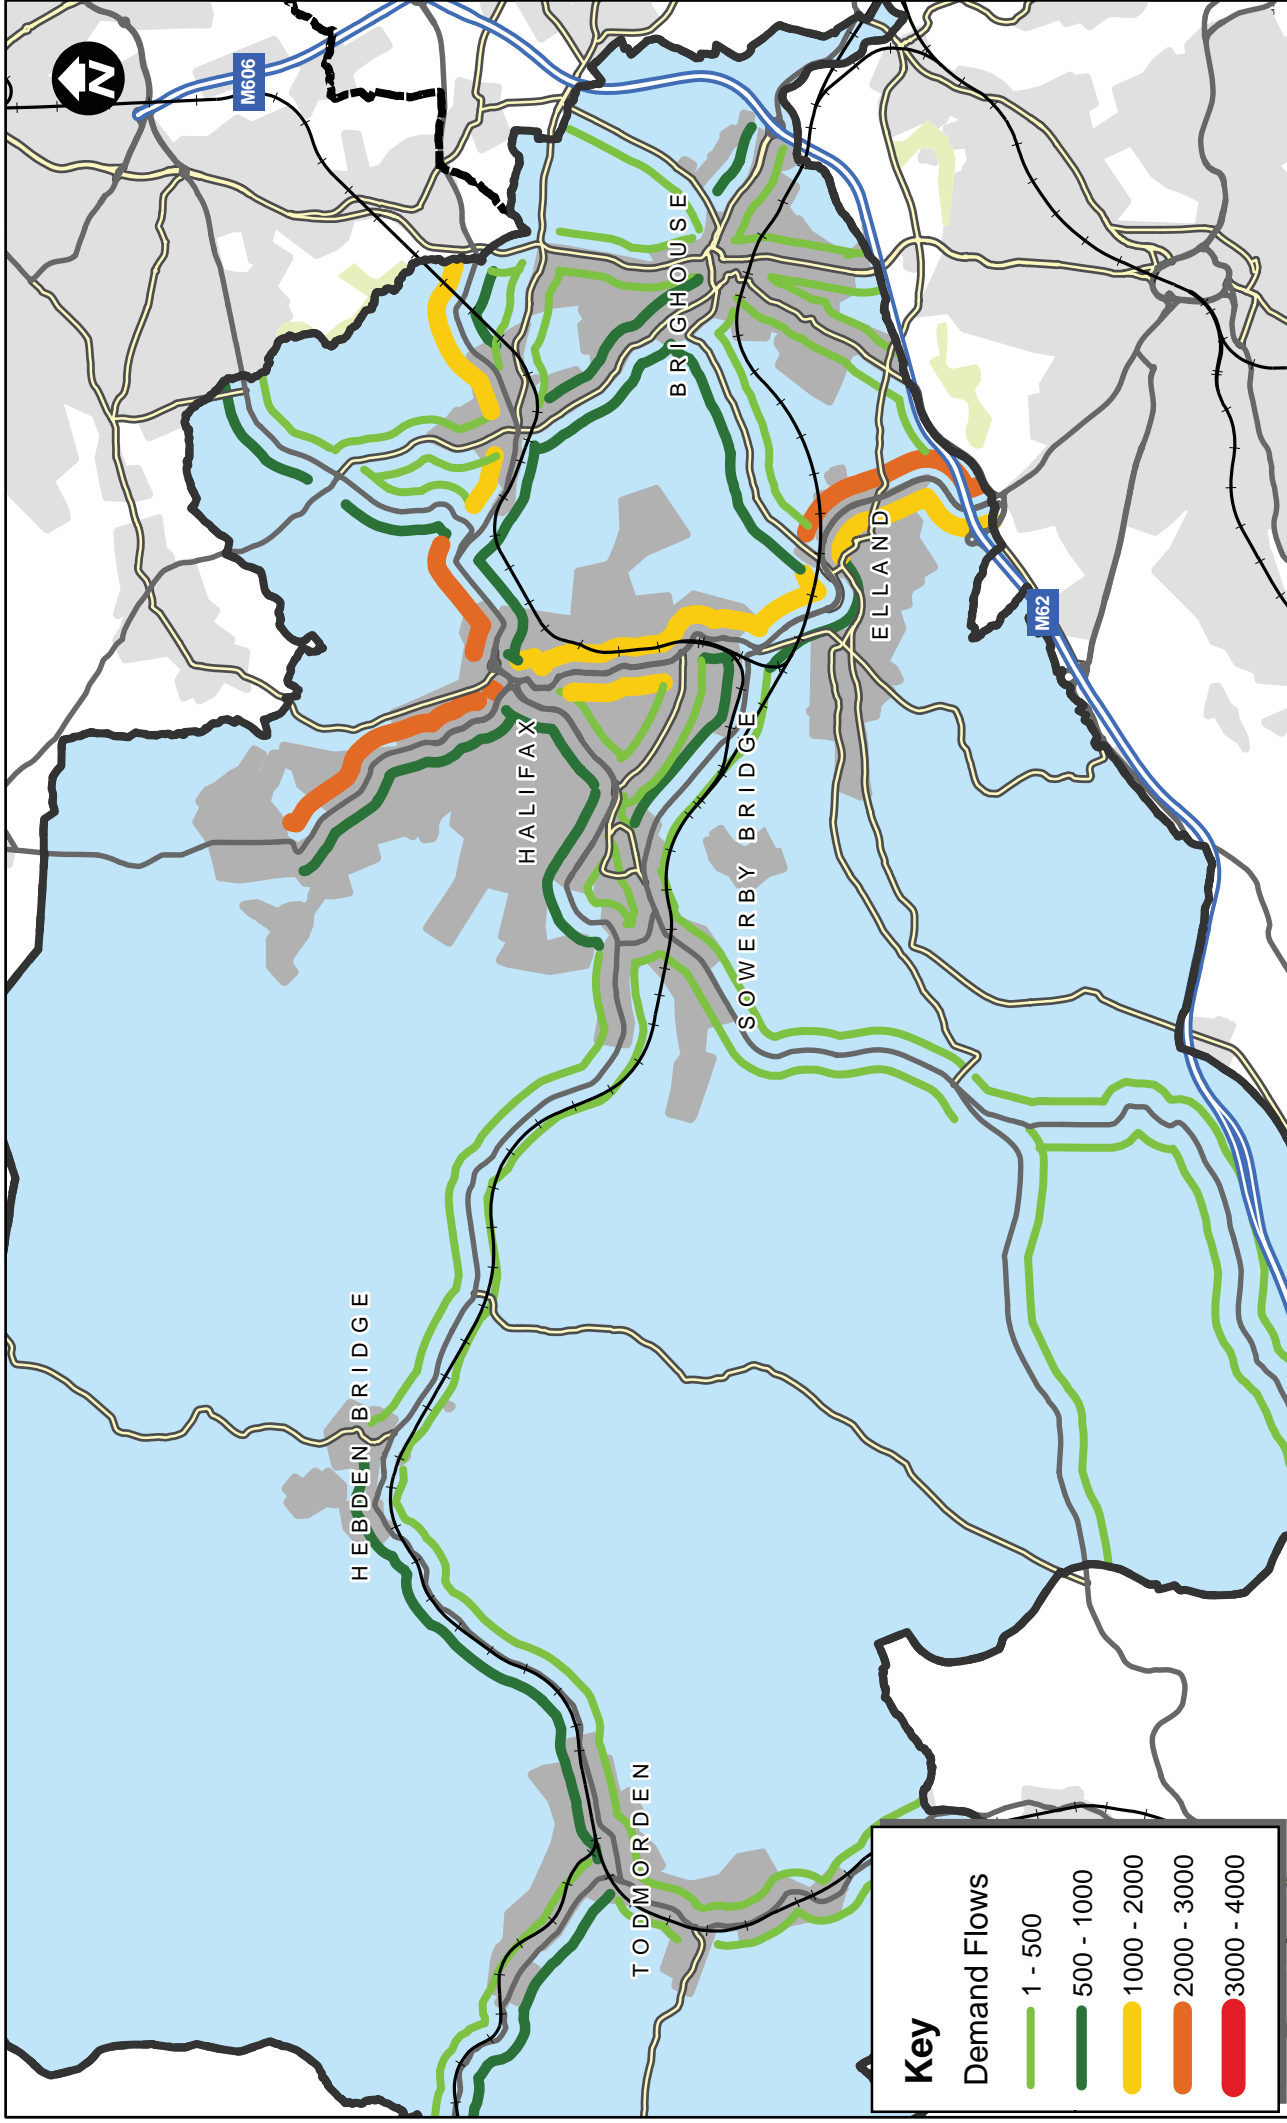 N
M606
BRIGHOUSE
HALIFAX
ELLAND
M62
SOWERBY BRIDGE
HEBDEN BRIDGE
TODMORDEN
Key
Demand Flows
1 - 500
500 - 1000
1000 - 2000
2000 - 3000
3000 - 4000